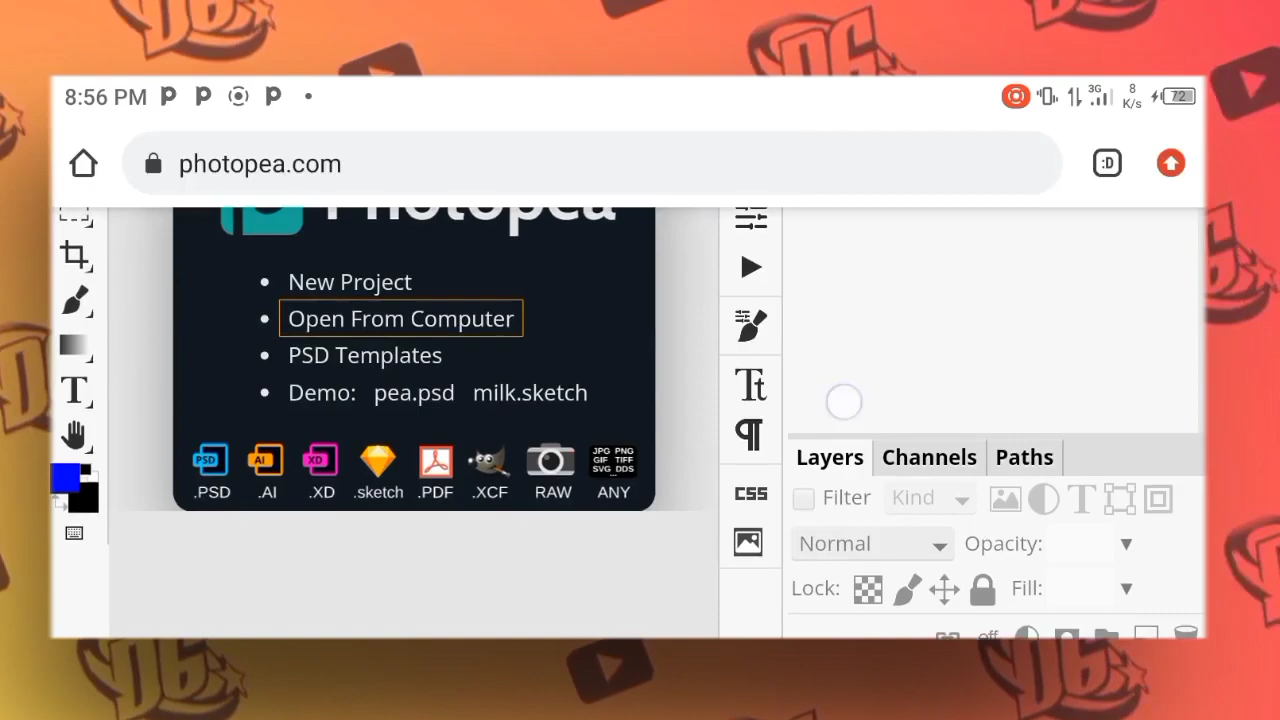 8:56 PM
3G
8
K/s
72
photopea.com
:D
Photopea
New Project
Open From Computer
PSD Templates
Demo: pea.psd milk.sketch
PSD AI XD JPG PNG
GIF TIFF
SVG DDS
.PSD .AI .XD .sketch .PDF .XCF RAW ANY
T
Tt
CSS
Layers Channels Paths
Filter Kind T
Normal Opacity:
Lock: Fill:
off
D6